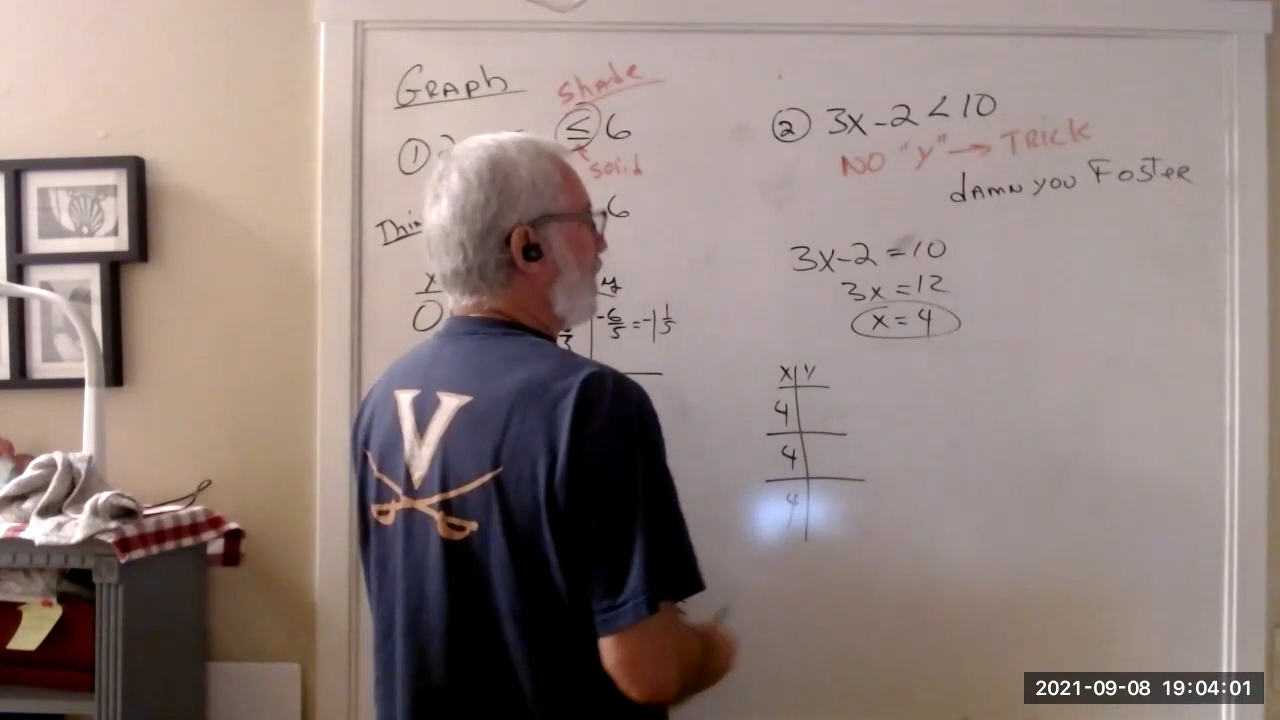 GRAPH
shade
① ≤ 6
solid
6
x y
0 -6/5 = -1 1/5
② 3x - 2 < 10
NO "y" → TRICK
damn you Foster
3x - 2 = 10
3x = 12
x = 4
x y
4
4
4
V
2021-09-08 19:04:01